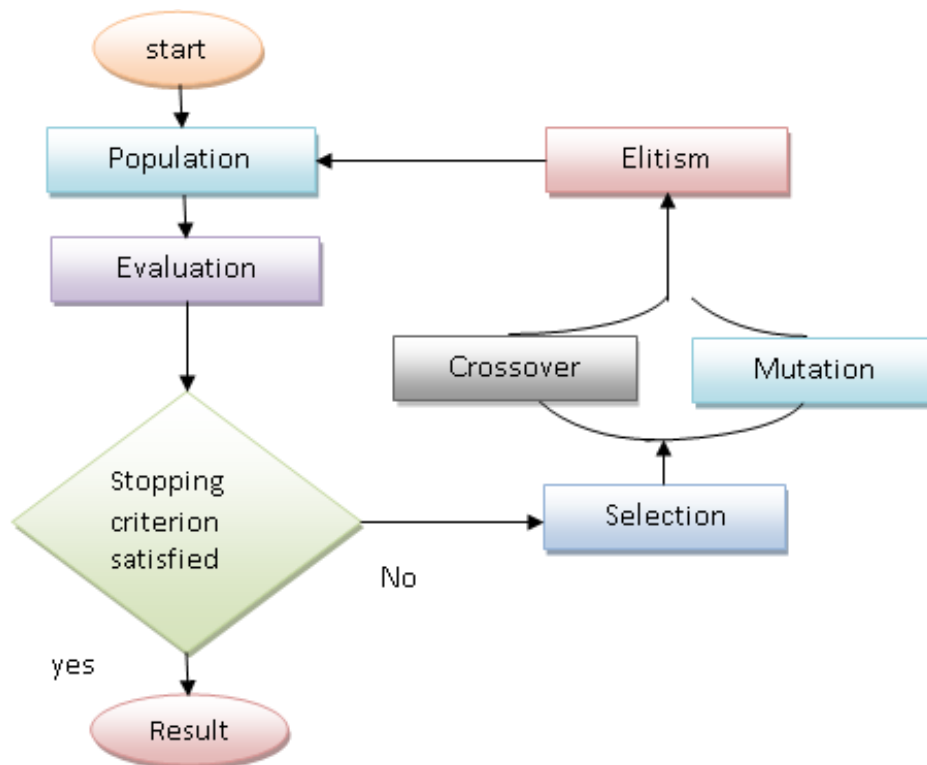 start
Population
Elitism
Evaluation
Crossover
Mutation
Stopping
criterion
satisfied
Selection
No
yes
Result